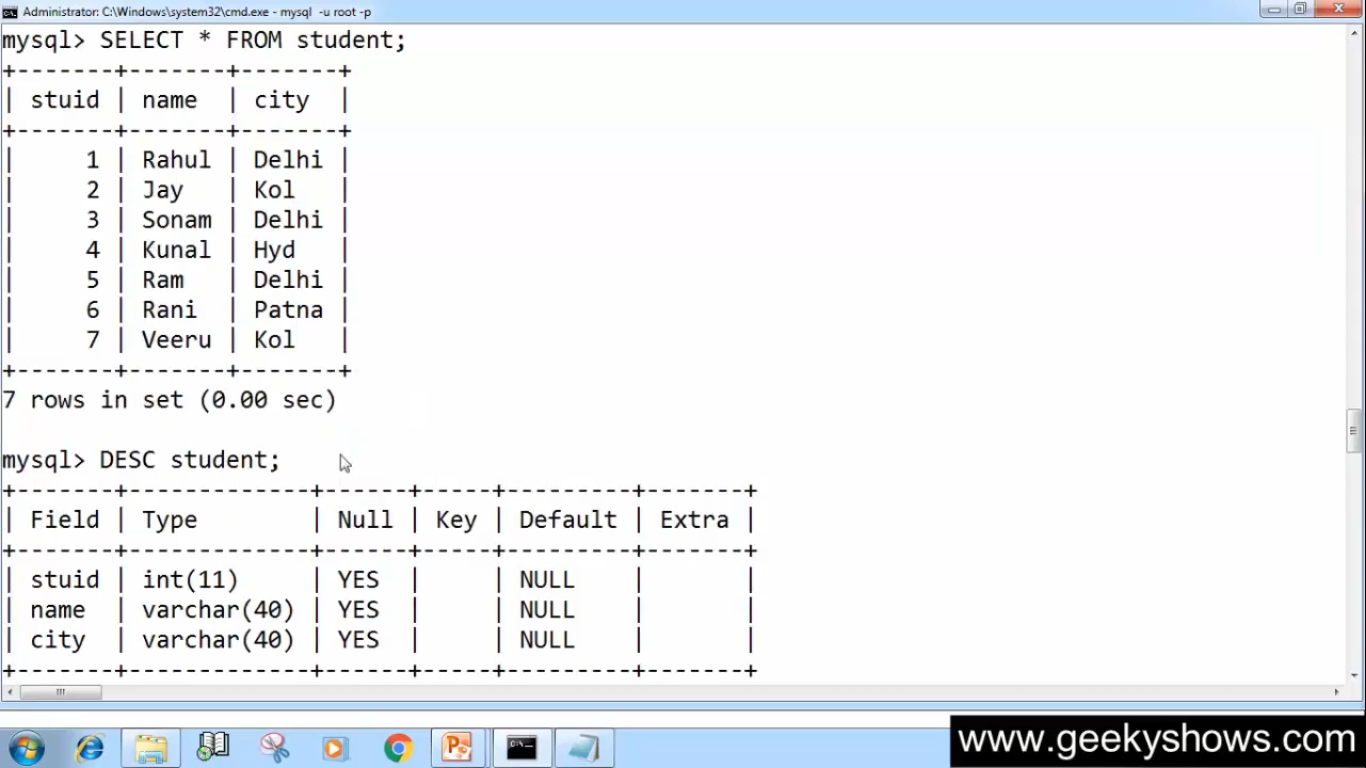 Administrator: C:\Windows\system32\cmd.exe - mysql -u root -p
mysql> SELECT * FROM student;
+-------+-------+-------+
| stuid | name  | city  |
+-------+-------+-------+
|     1 | Rahul | Delhi |
|     2 | Jay   | Kol   |
|     3 | Sonam | Delhi |
|     4 | Kunal | Hyd   |
|     5 | Ram   | Delhi |
|     6 | Rani  | Patna |
|     7 | Veeru | Kol   |
+-------+-------+-------+
7 rows in set (0.00 sec)
mysql> DESC student;
+-------+-------------+------+-----+---------+-------+
| Field | Type        | Null | Key | Default | Extra |
+-------+-------------+------+-----+---------+-------+
| stuid | int(11)     | YES  |     | NULL    |       |
| name  | varchar(40) | YES  |     | NULL    |       |
| city  | varchar(40) | YES  |     | NULL    |       |
+-------+-------------+------+-----+---------+-------+
www.geekyshows.com